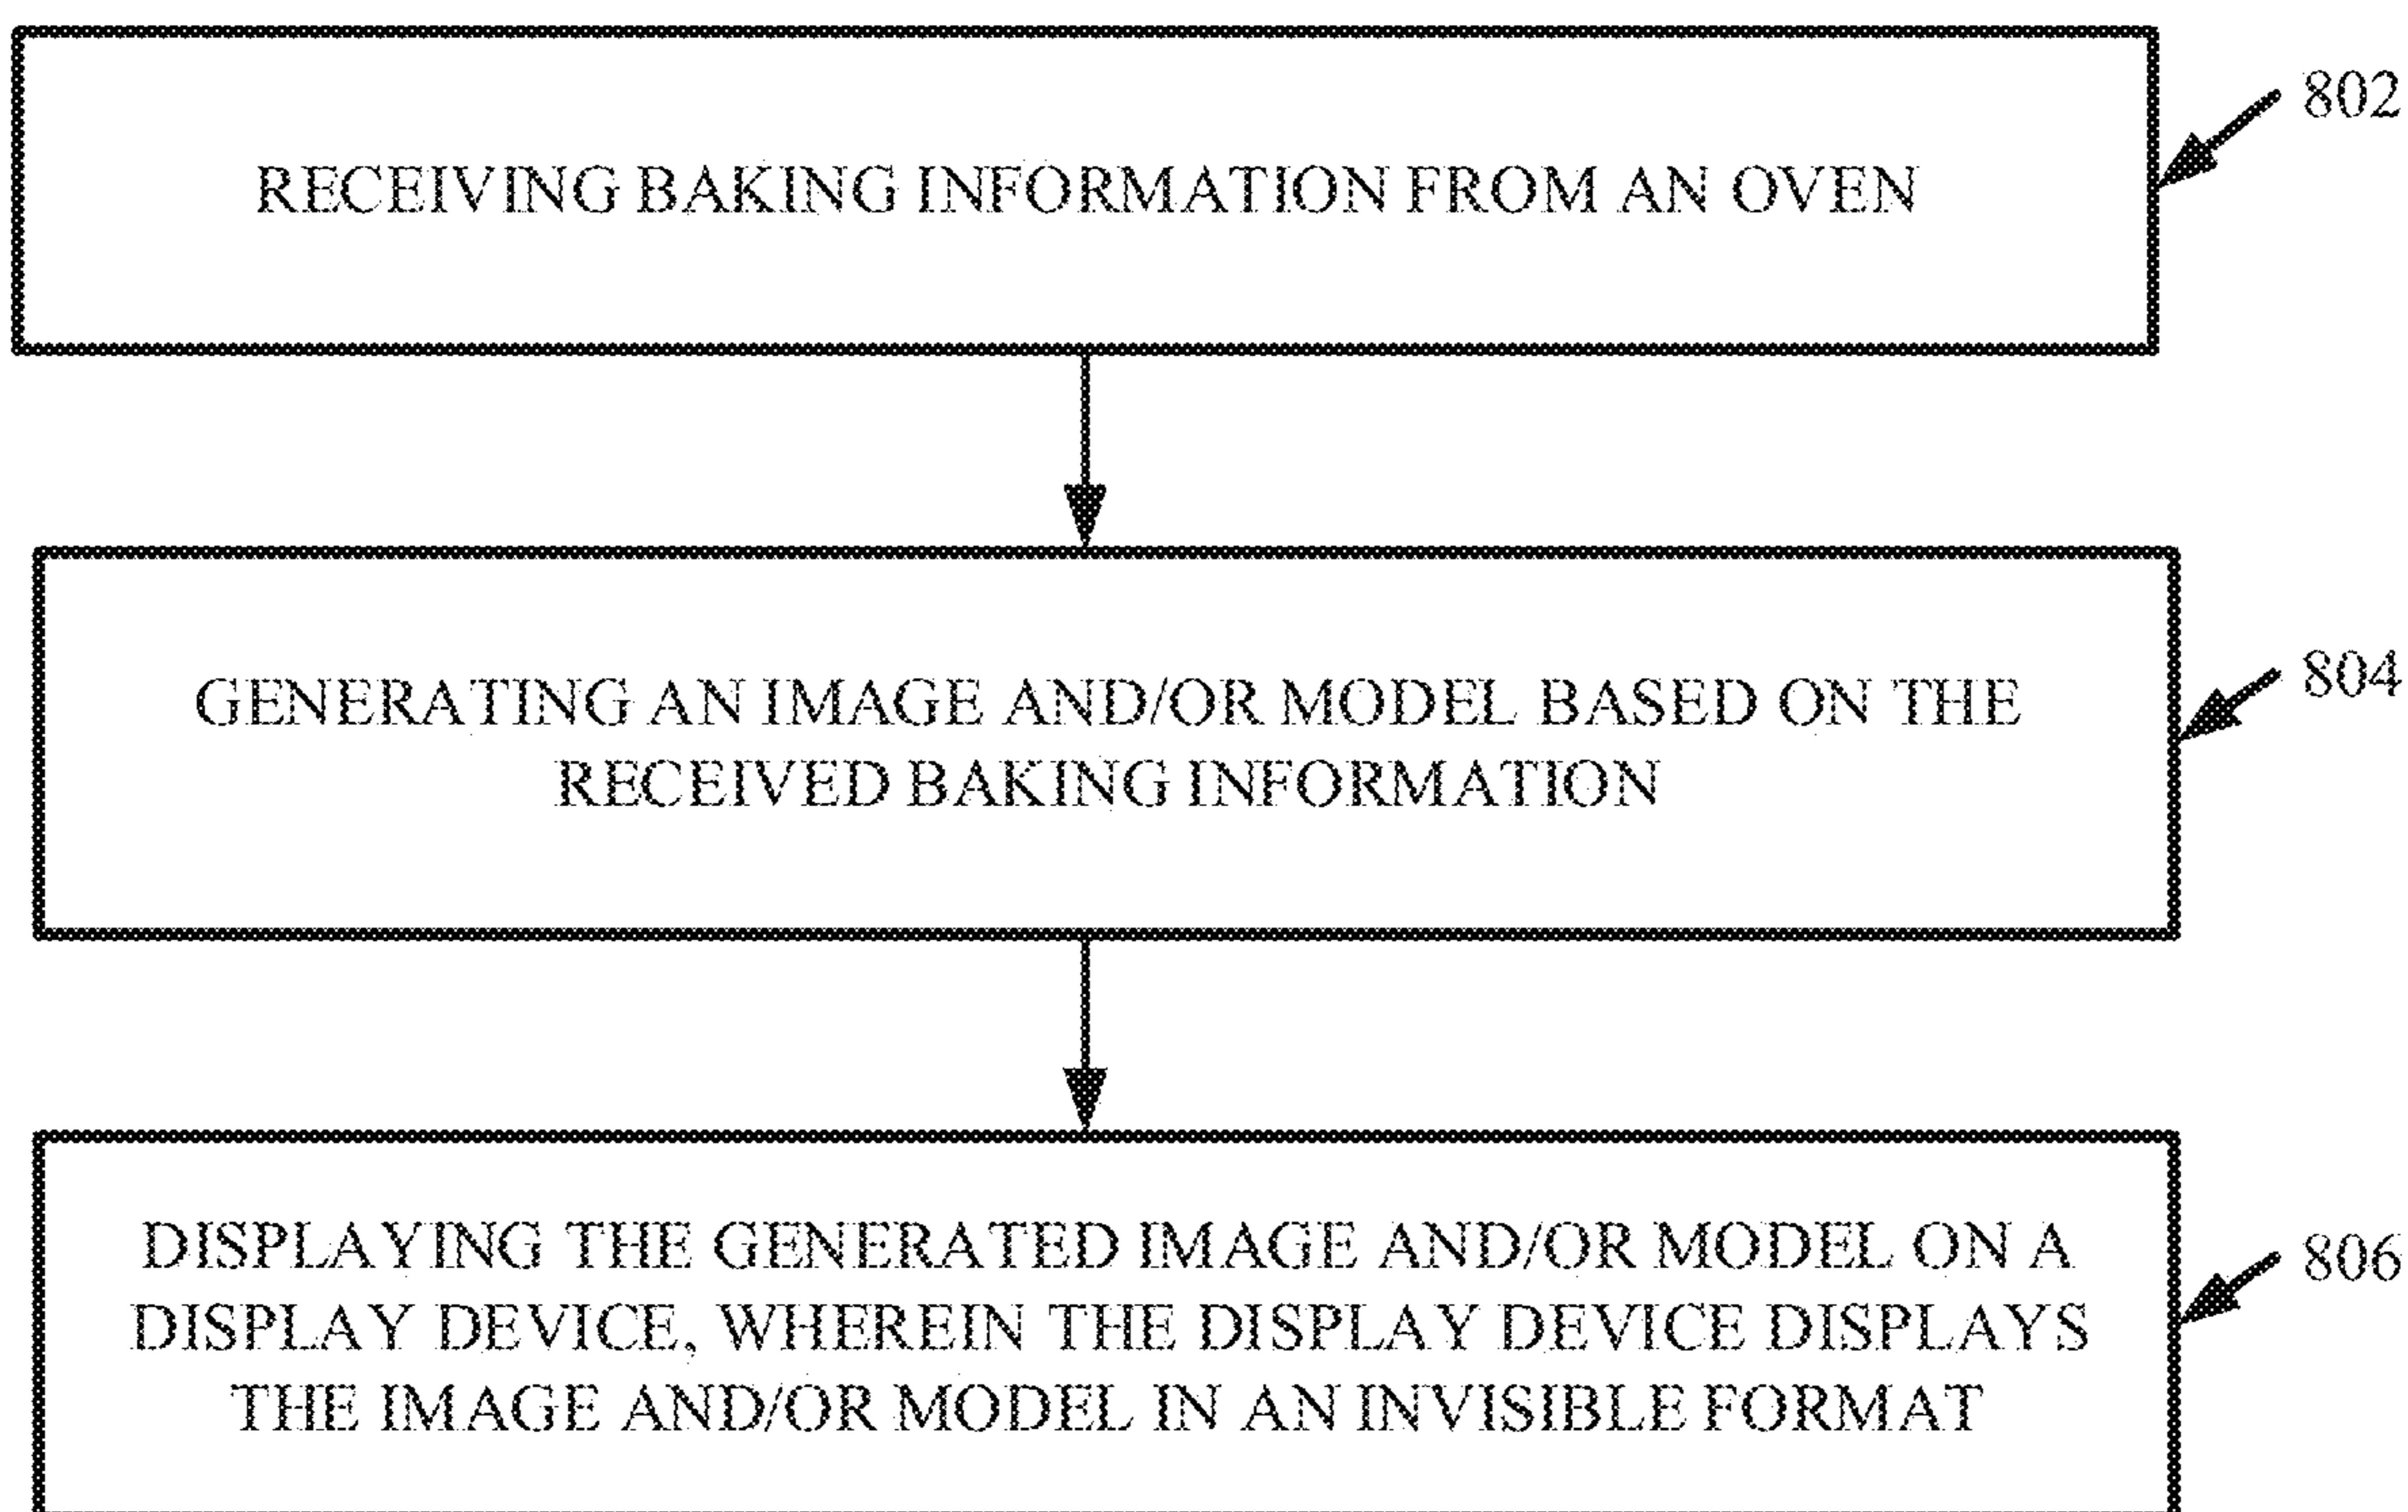 802
RECEIVING BAKING INFORMATION FROM AN OVEN
804
GENERATING AN IMAGE AND/OR MODEL BASED ON THE
RECEIVED BAKING INFORMATION
806
DISPLAYING THE GENERATED IMAGE AND/OR MODEL ON A
DISPLAY DEVICE, WHEREIN THE DISPLAY DEVICE DISPLAYS
THE IMAGE AND/OR MODEL IN AN INVISIBLE FORMAT